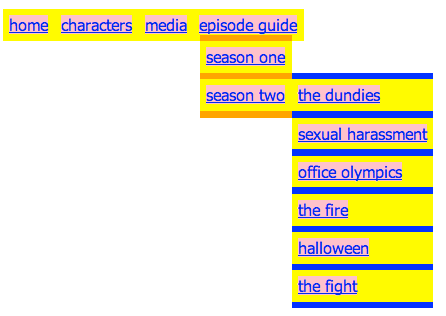 home characters media episode guide
season one
season two the dundies
sexual harassment
office olympics
the fire
halloween
the fight